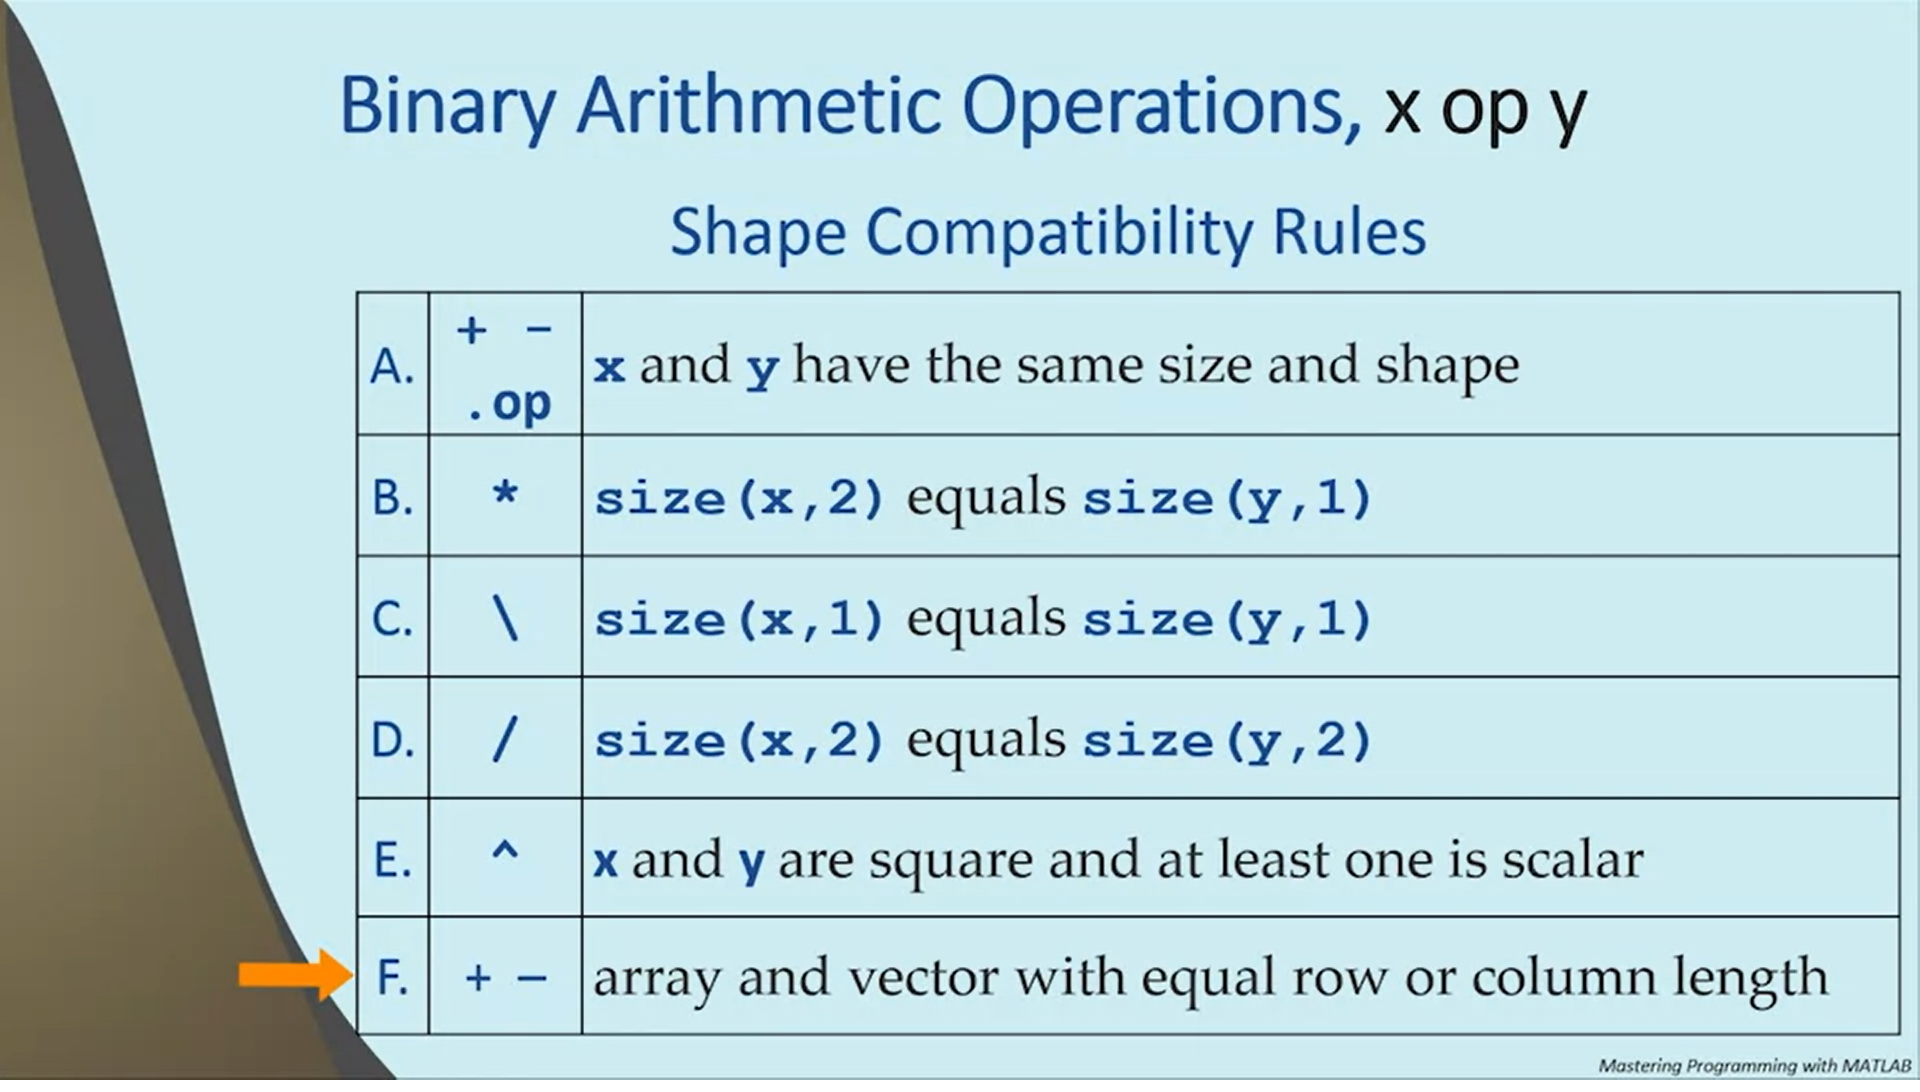 Binary Arithmetic Operations, x op y
Shape Compatibility Rules
A. + − .op x and y have the same size and shape
B. * size(x,2) equals size(y,1)
C. \ size(x,1) equals size(y,1)
D. / size(x,2) equals size(y,2)
E. ^ x and y are square and at least one is scalar
F. + − array and vector with equal row or column length
Mastering Programming with MATLAB